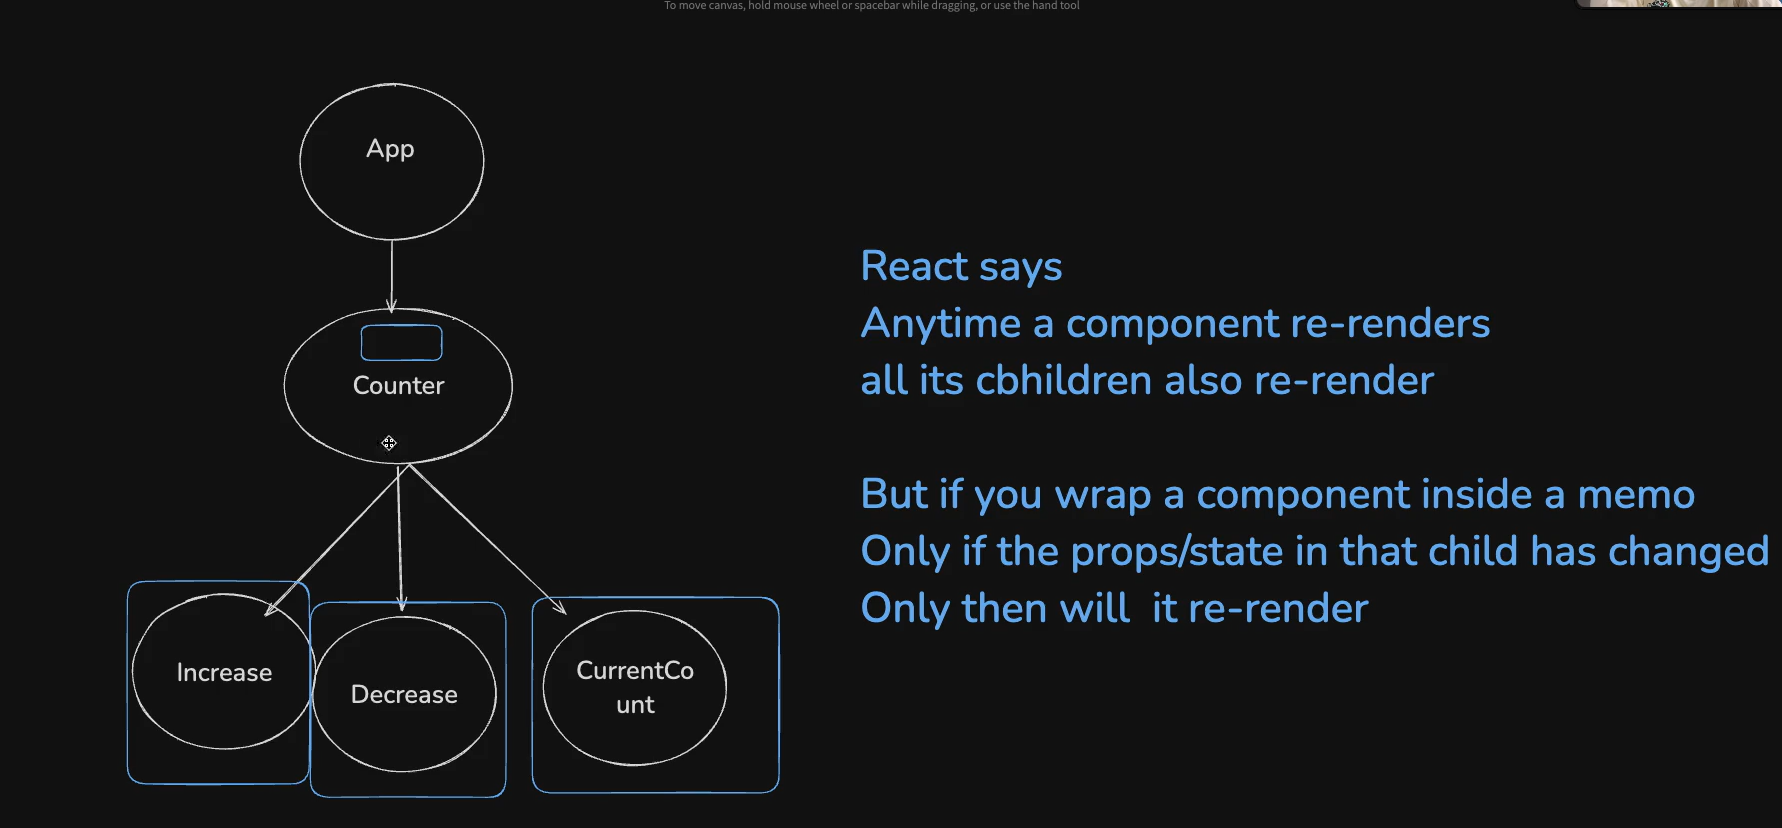 To move canvas, hold mouse wheel or spacebar while dragging, or use the hand tool
App
Counter
Increase
Decrease
CurrentCo
unt
React says
Anytime a component re-renders
all its cbhildren also re-render
But if you wrap a component inside a memo
Only if the props/state in that child has changed
Only then will  it re-render